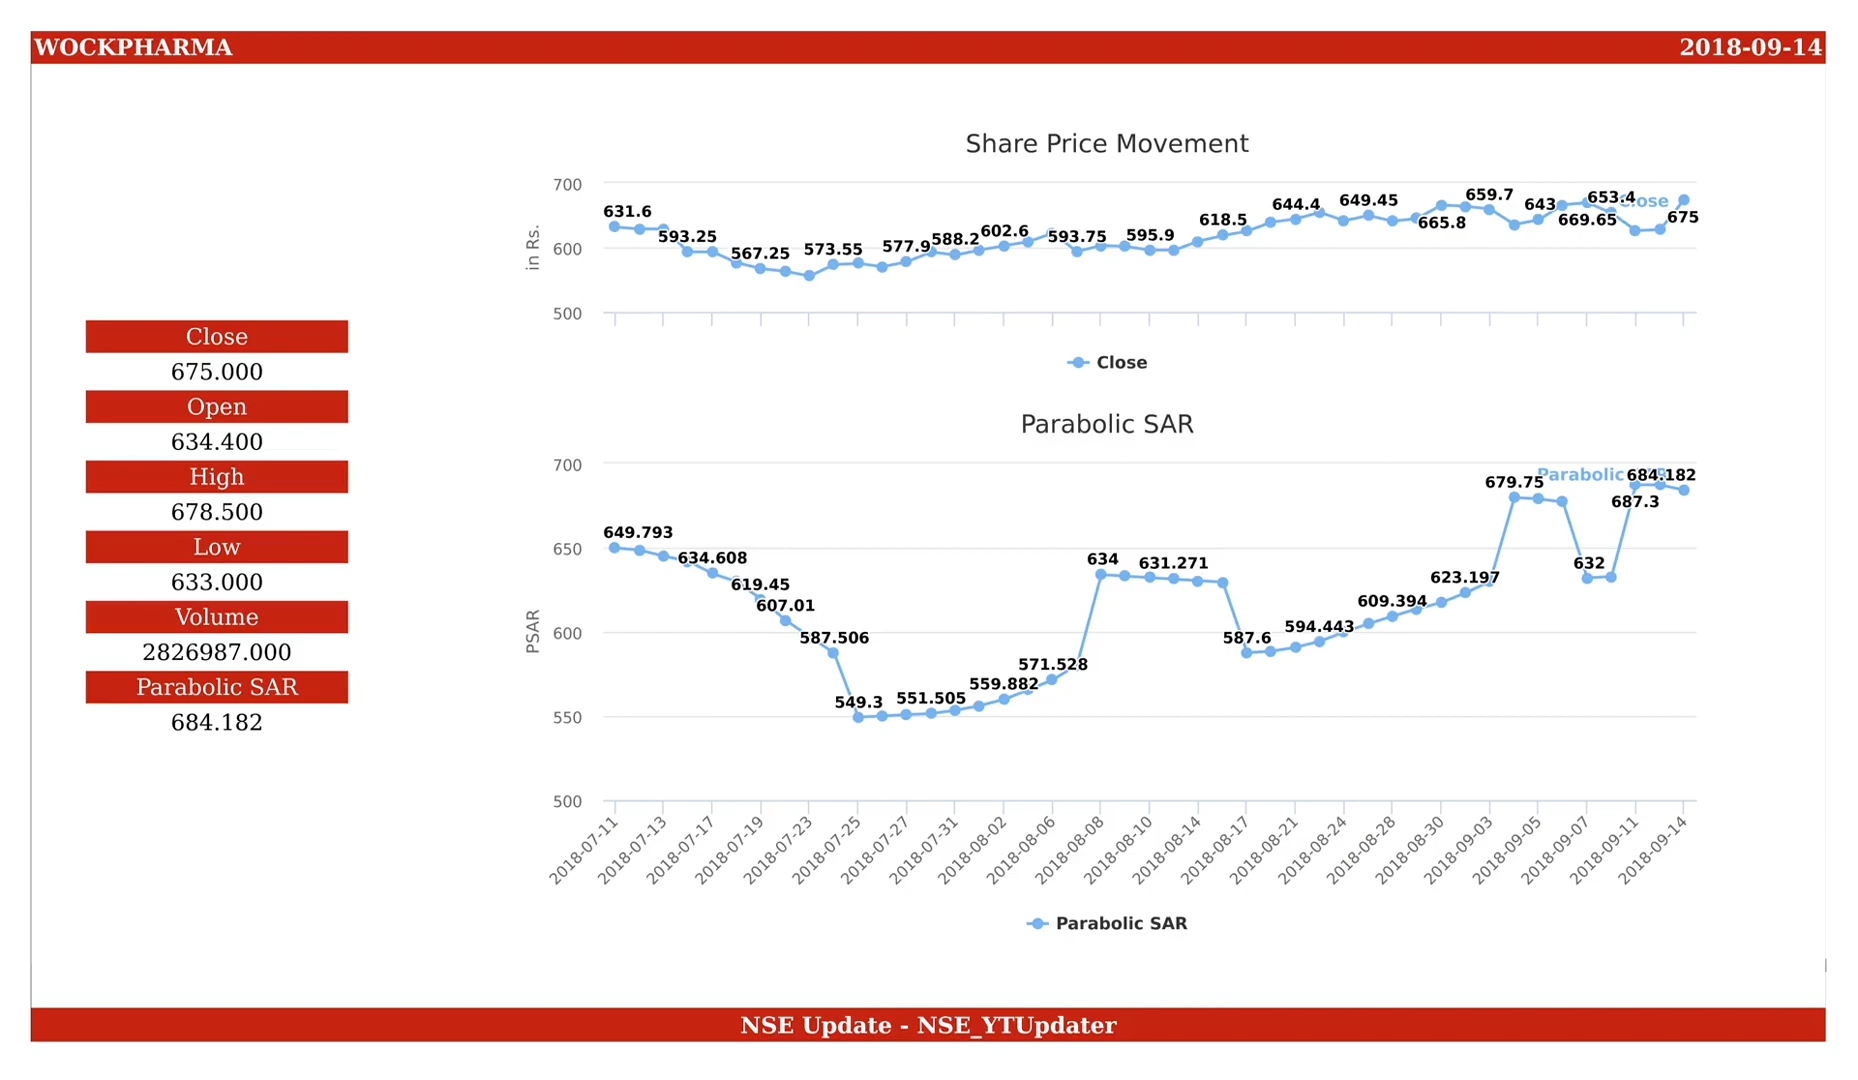 WOCKPHARMA 2018-09-14
Close
675.000
Open
634.400
High
678.500
Low
633.000
Volume
2826987.000
Parabolic SAR
684.182
Share Price Movement
in Rs.
700
600
500
631.6 593.25 567.25 573.55 577.9 588.2 602.6 593.75 595.9 618.5 644.4 649.45 665.8 659.7 643 669.65 653.4 675
Close
Close
Parabolic SAR
PSAR
700
650
600
550
500
649.793 634.608 619.45 607.01 587.506 549.3 551.505 559.882 571.528 634 631.271 587.6 594.443 609.394 623.197 679.75 632 687.3 684.182
Parabolic
2018-07-11 2018-07-13 2018-07-17 2018-07-19 2018-07-23 2018-07-25 2018-07-27 2018-07-31 2018-08-02 2018-08-06 2018-08-08 2018-08-10 2018-08-14 2018-08-17 2018-08-21 2018-08-24 2018-08-28 2018-08-30 2018-09-03 2018-09-05 2018-09-07 2018-09-11 2018-09-14
Parabolic SAR
NSE Update - NSE_YTUpdater